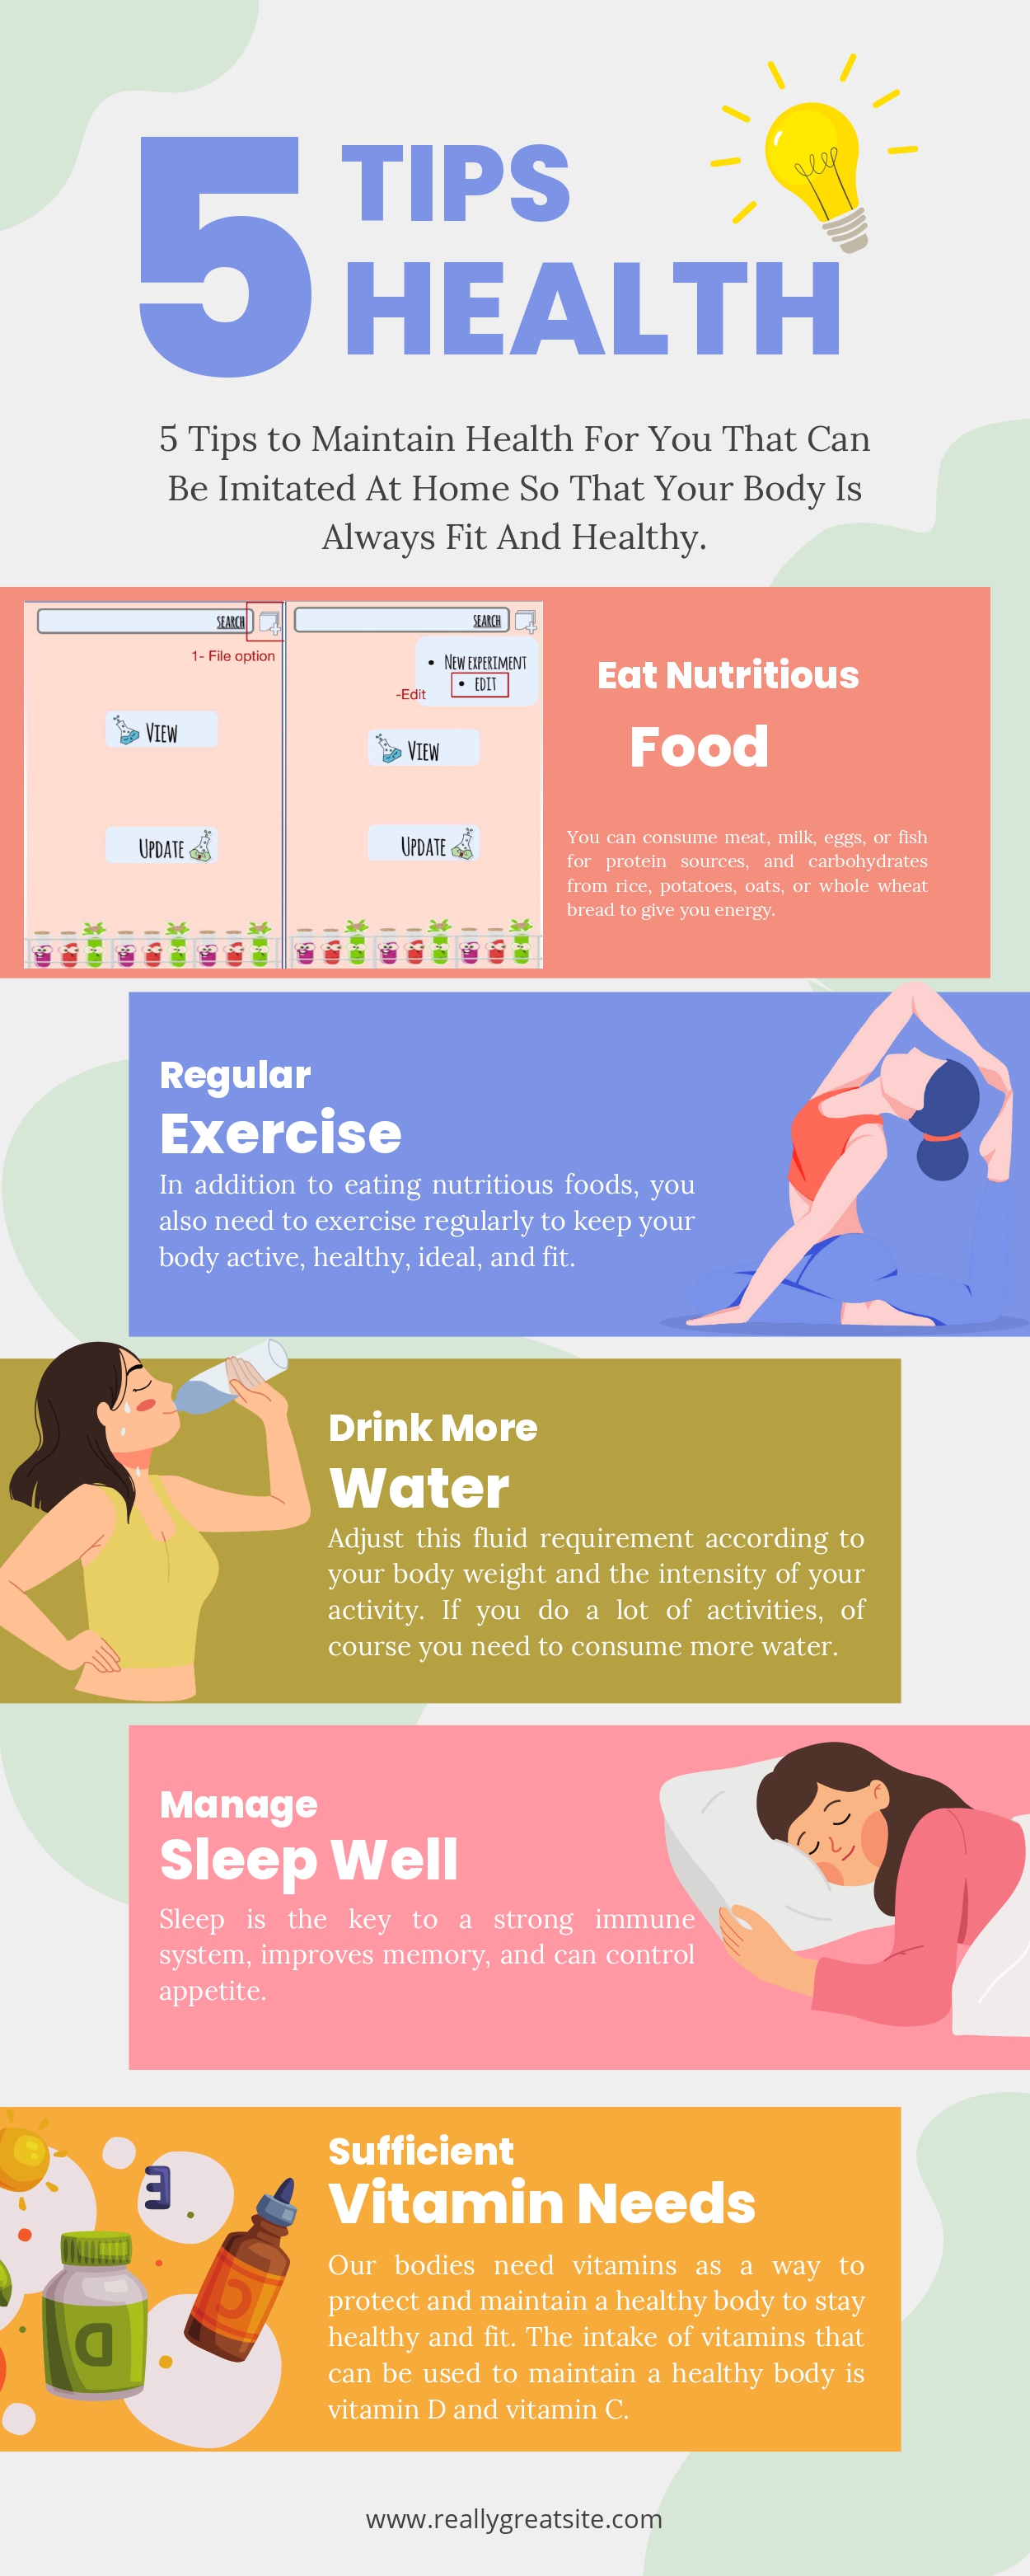 5 TIPS
HEALTH
5 Tips to Maintain Health For You That Can
Be Imitated At Home So That Your Body Is
Always Fit And Healthy.
SEARCH
1- File option
VIEW
UPDATE
SEARCH
• NEW EXPERIMENT
• EDIT
-Edit
VIEW
UPDATE
Eat Nutritious
Food
You can consume meat, milk, eggs, or fish
for protein sources, and carbohydrates
from rice, potatoes, oats, or whole wheat
bread to give you energy.
Regular
Exercise
In addition to eating nutritious foods, you
also need to exercise regularly to keep your
body active, healthy, ideal, and fit.
Drink More
Water
Adjust this fluid requirement according to
your body weight and the intensity of your
activity. If you do a lot of activities, of
course you need to consume more water.
Manage
Sleep Well
Sleep is the key to a strong immune
system, improves memory, and can control
appetite.
E
D
C
Sufficient
Vitamin Needs
Our bodies need vitamins as a way to
protect and maintain a healthy body to stay
healthy and fit. The intake of vitamins that
can be used to maintain a healthy body is
vitamin D and vitamin C.
www.reallygreatsite.com